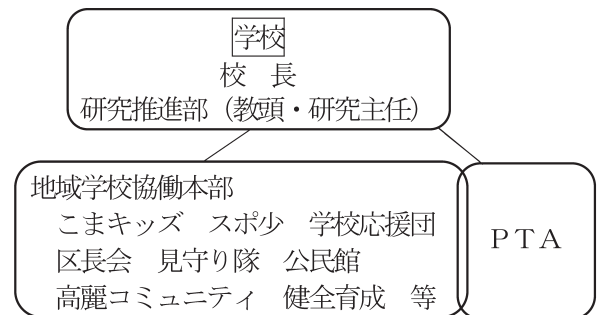 学校
校　長
研究推進部（教頭・研究主任）
地域学校協働本部
こまキッズ　スポ少　学校応援団
区長会　見守り隊　公民館
高麗コミュニティ　健全育成　等
ＰＴＡ